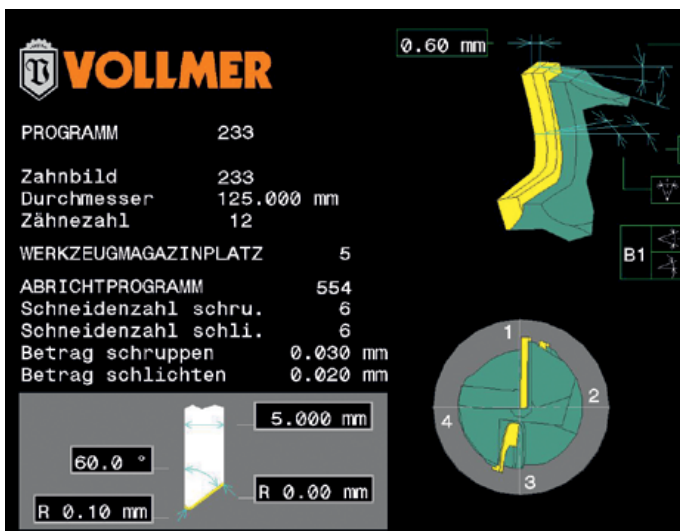 VOLLMER
0.60 mm
PROGRAMM 233
Zahnbild 233
Durchmesser 125.000 mm
Zähnezahl 12
WERKZEUGMAGAZINPLATZ 5
ABRICHTPROGRAMM 554
Schneidenzahl schru. 6
Schneidenzahl schli. 6
Betrag schruppen 0.030 mm
Betrag schlichten 0.020 mm
B1
1
2
4
3
5.000 mm
60.0 °
R 0.00 mm
R 0.10 mm